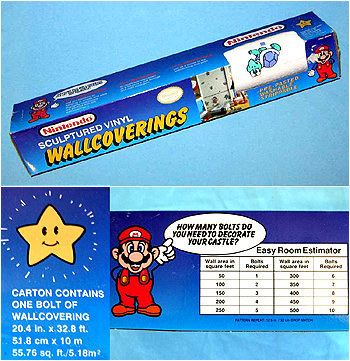 Nintendo
Nintendo
SCULPTURED VINYL
WALLCOVERINGS
PRE-PASTED
WASHABLE
STRIPPABLE
HOW MANY BOLTS DO
YOU NEED TO DECORATE
YOUR CASTLE?
Easy Room Estimator
Wall area in square feet Bolts Required Wall area in square feet Bolts Required
50 1 300 6
100 2 350 7
150 3 400 8
200 4 450 9
250 5 500 10
CARTON CONTAINS
ONE BOLT OF
WALLCOVERING
20.4 in. x 32.8 ft.
51.8 cm x 10 m
55.76 sq. ft./5.18m²